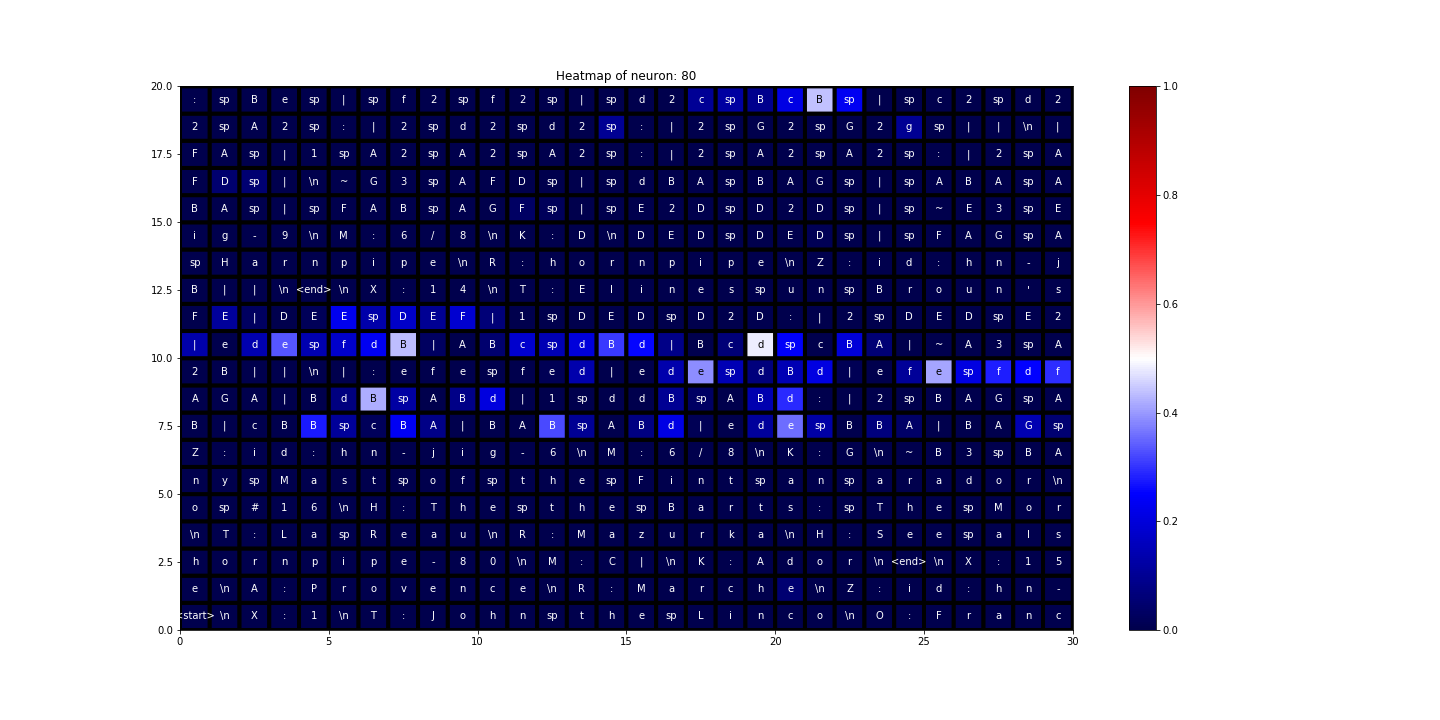 Heatmap of neuron: 80
20.0 : sp B e sp | sp f 2 sp f 2 sp | sp d 2 c sp B c B sp | sp c 2 sp d 2 1.0
2 sp A 2 sp : | 2 sp d 2 sp d 2 sp : | 2 sp G 2 sp G 2 g sp | | \n |
17.5 F A sp | 1 sp A 2 sp A 2 sp A 2 sp : | 2 sp A 2 sp A 2 sp : | 2 sp A
F D sp | \n ~ G 3 sp A F D sp | sp d B A sp B A G sp | sp A B A sp A 0.8
15.0 B A sp | sp F A B sp A G F sp | sp E 2 D sp D 2 D sp | sp ~ E 3 sp E
i g - 9 \n M : 6 / 8 \n K : D \n D E D sp D E D sp | sp F A G sp A
sp H a r n p i p e \n R : h o r n p i p e \n Z : i d : h n - j
12.5 B | | \n <end> \n X : 1 4 \n T : E l i n e s sp u n sp B r o u n ' s 0.6
F E | D E E sp D E F | 1 sp D E D sp D 2 D : | 2 sp D E D sp E 2
10.0 | e d e sp f d B | A B c sp d B d | B c d sp c B A | ~ A 3 sp A
2 B | | \n | : e f e sp f e d | e d e sp d B d | e f e sp f d f
A G A | B d B sp A B d | 1 sp d d B sp A B d : | 2 sp B A G sp A 0.4
7.5 B | c B B sp c B A | B A B sp A B d | e d e sp B B A | B A G sp
Z : i d : h n - j i g - 6 \n M : 6 / 8 \n K : G \n ~ B 3 sp B A
5.0 n y sp M a s t sp o f sp t h e sp F i n t sp a n sp a r a d o r \n
o sp # 1 6 \n H : T h e sp t h e sp B a r t s : sp T h e sp M o r 0.2
\n T : L a sp R e a u \n R : M a z u r k a \n H : S e e sp a l s
2.5 h o r n p i p e - 8 0 \n M : C | \n K : A d o r \n <end> \n X : 1 5
e \n A : P r o v e n c e \n R : M a r c h e \n Z : i d : h n -
<start> \n X : 1 \n T : J o h n sp t h e sp L i n c o \n O : F r a n c
0.0 0.0
0 5 10 15 20 25 30